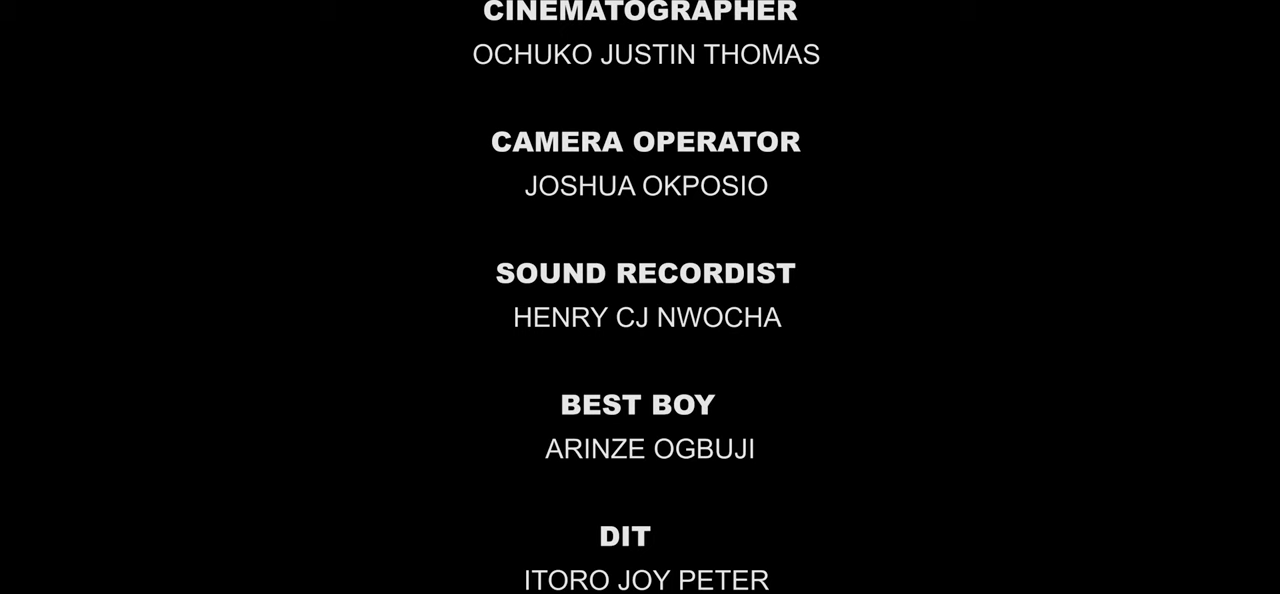 CINEMATOGRAPHER
OCHUKO JUSTIN THOMAS
CAMERA OPERATOR
JOSHUA OKPOSIO
SOUND RECORDIST
HENRY CJ NWOCHA
BEST BOY
ARINZE OGBUJI
DIT
ITORO JOY PETER